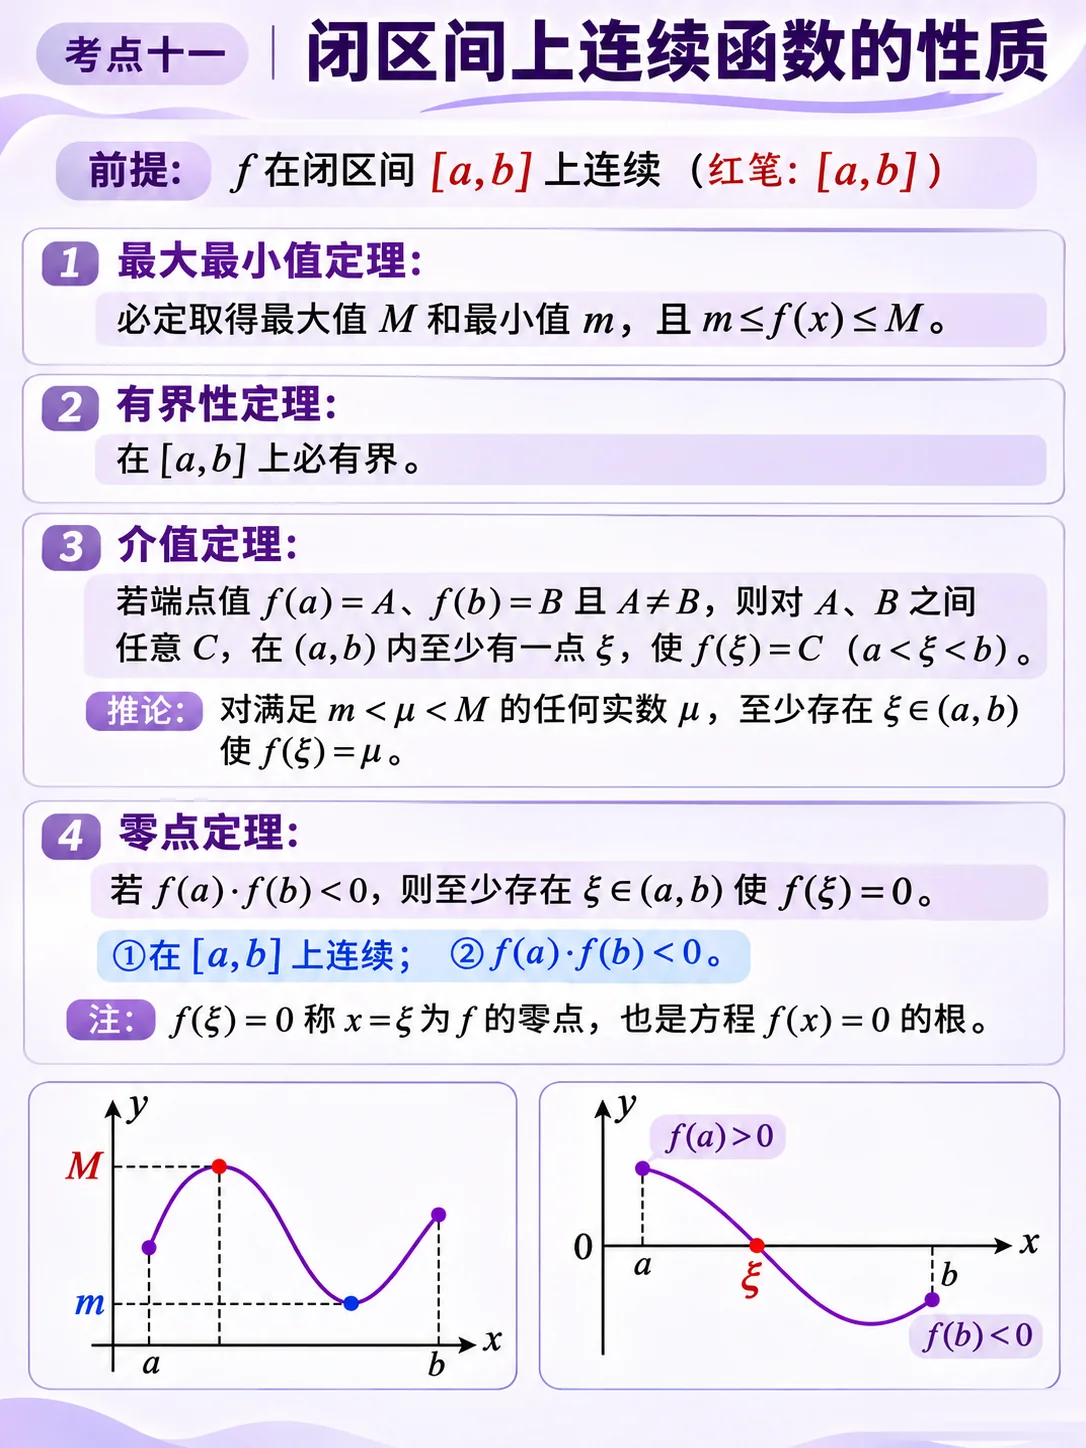 考点十一
闭区间上连续函数的性质
前提: f 在闭区间 [a,b] 上连续 (红笔: [a,b])
1 最大最小值定理:
必定取得最大值 M 和最小值 m, 且 m≤f(x)≤M。
2 有界性定理:
在 [a,b] 上必有界。
3 介值定理:
若端点值 f(a)=A、f(b)=B 且 A≠B, 则对 A、B 之间
任意 C, 在 (a,b) 内至少有一点 ξ, 使 f(ξ)=C (a<ξ<b)。
推论: 对满足 m<μ<M 的任何实数 μ, 至少存在 ξ∈(a,b)
使 f(ξ)=μ。
4 零点定理:
若 f(a)·f(b)<0, 则至少存在 ξ∈(a,b) 使 f(ξ)=0。
①在 [a,b] 上连续; ②f(a)·f(b)<0。
注: f(ξ)=0 称 x=ξ为 f 的零点, 也是方程 f(x)=0 的根。
y
M
m
a
b
x
y
f(a)>0
0
a
ξ
b
x
f(b)<0